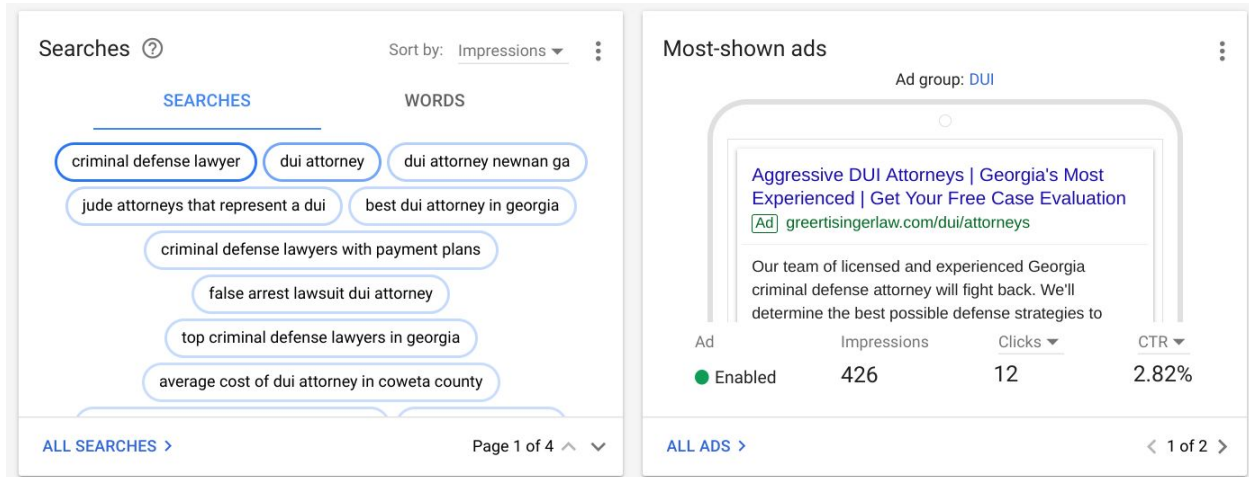 Searches
Sort by: Impressions
SEARCHES WORDS
criminal defense lawyer dui attorney dui attorney newnan ga
jude attorneys that represent a dui best dui attorney in georgia
criminal defense lawyers with payment plans
false arrest lawsuit dui attorney
top criminal defense lawyers in georgia
average cost of dui attorney in coweta county
ALL SEARCHES
Page 1 of 4
Most-shown ads
Ad group: DUI
Aggressive DUI Attorneys | Georgia's Most
Experienced | Get Your Free Case Evaluation
Ad greertisingerlaw.com/dui/attorneys
Our team of licensed and experienced Georgia
criminal defense attorney will fight back. We'll
determine the best possible defense strategies to
Ad Impressions Clicks CTR
Enabled 426 12 2.82%
ALL ADS
1 of 2